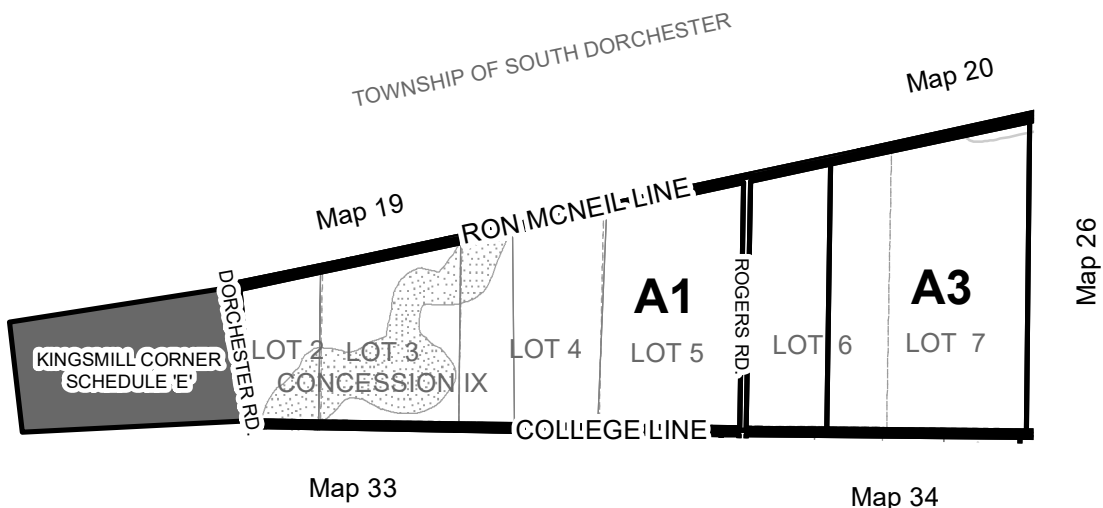 TOWNSHIP OF SOUTH DORCHESTER
Map 20
Map 19
RON MCNEIL LINE
Map 26
DORCHESTER RD.
ROGERS RD.
A1
A3
KINGSMILL CORNER
SCHEDULE 'E'
LOT 2
LOT 3
LOT 4
LOT 5
LOT 6
LOT 7
CONCESSION IX
COLLEGE LINE
Map 33
Map 34